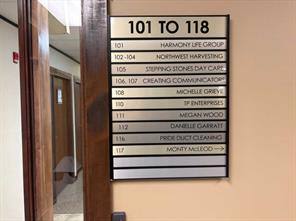 101 TO 118
101 HARMONY LIFE GROUP
102-104 NORTHWEST HARVESTING
105 STEPPING STONES DAY CARE
106, 107 CREATING COMMUNICATORS
108 MICHELLE GRIEVE
110 TP ENTERPRISES
111 MEGAN WOOD
112 DANIELLE GARRATT
116 PRIDE DUCT CLEANING
117 MONTY McLEOD →